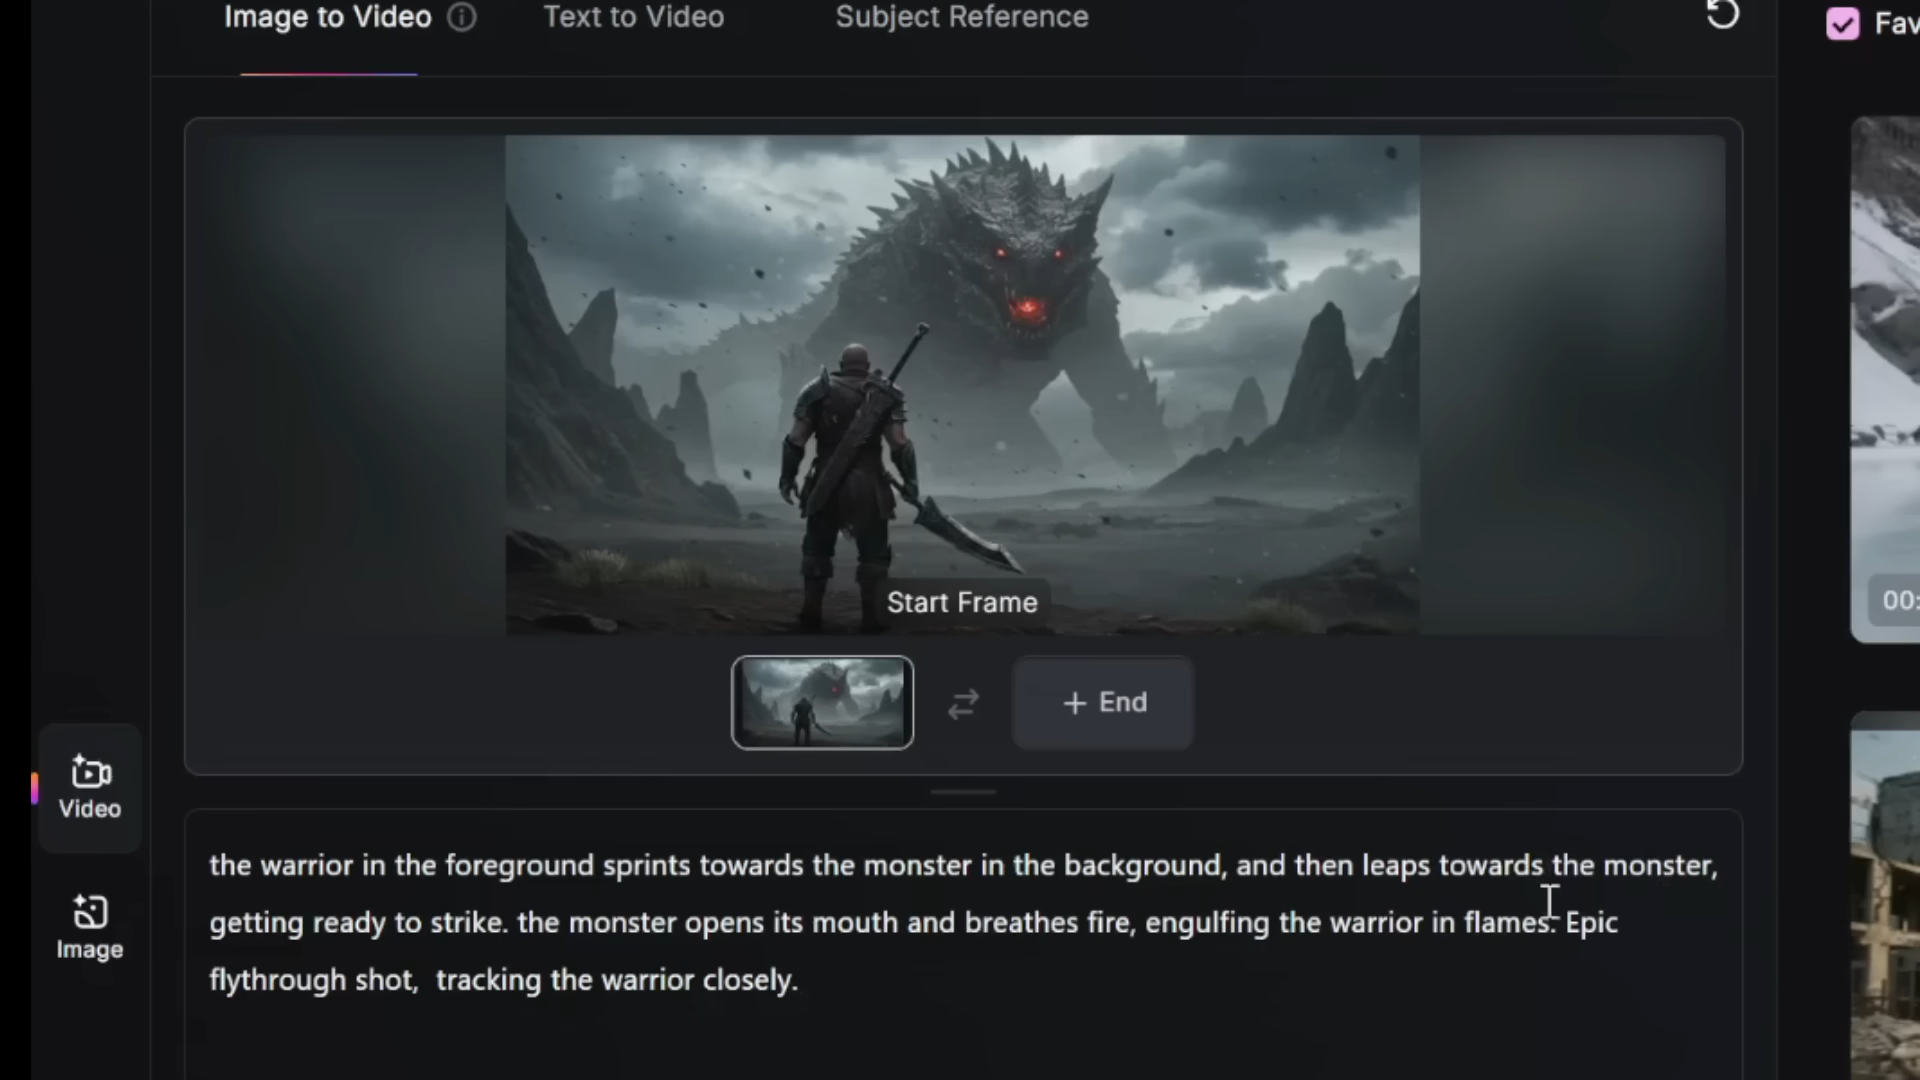 Image to Video
Text to Video
Subject Reference
Start Frame
+ End
Video
Image
the warrior in the foreground sprints towards the monster in the background, and then leaps towards the monster,
getting ready to strike. the monster opens its mouth and breathes fire, engulfing the warrior in flames. Epic
flythrough shot,  tracking the warrior closely.
Fav
00: